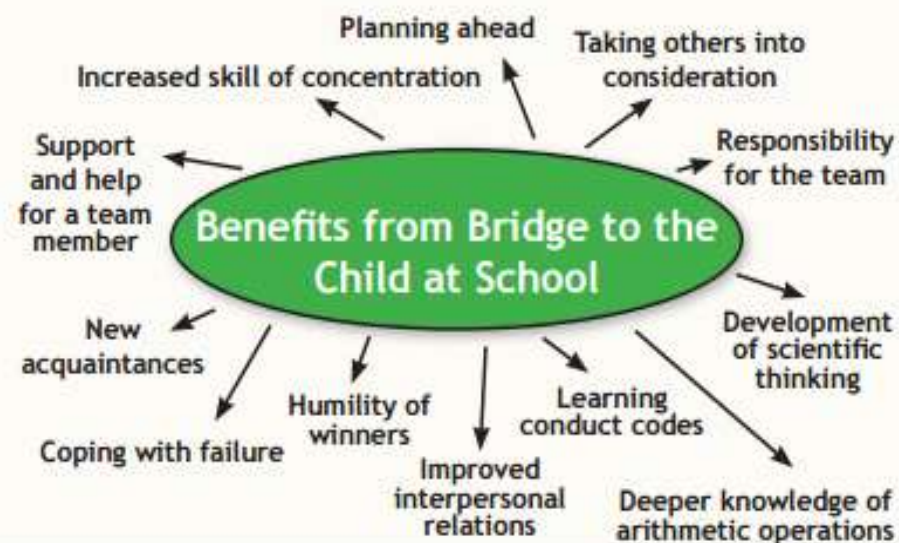 Planning ahead
Taking others into
consideration
Increased skill of concentration
Support
and help
for a team
member
Responsibility
for the team
Benefits from Bridge to the
Child at School
New
acquaintances
Development
of scientific
thinking
Coping with failure
Humility of
winners
Learning
conduct codes
Improved
interpersonal
relations
Deeper knowledge of
arithmetic operations